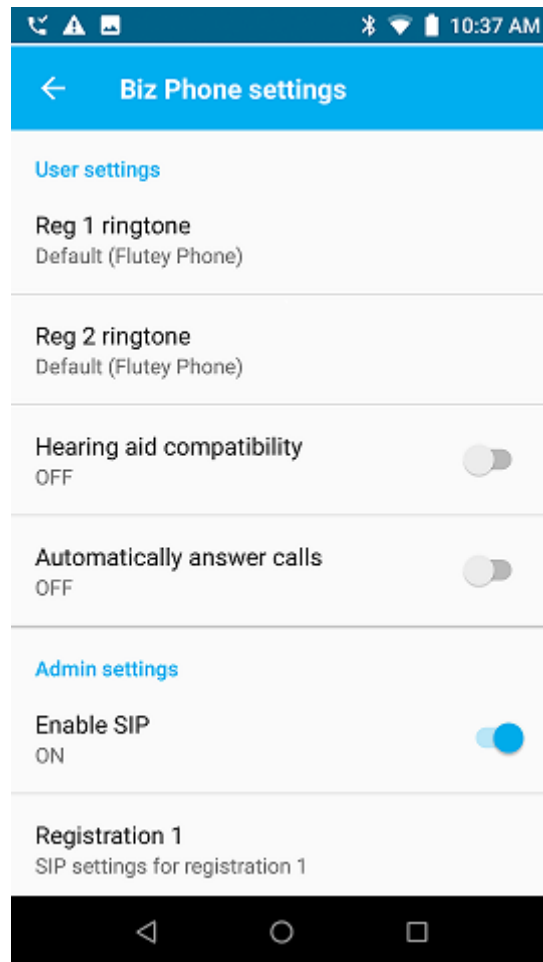 10:37 AM
Biz Phone settings
User settings
Reg 1 ringtone
Default (Flutey Phone)
Reg 2 ringtone
Default (Flutey Phone)
Hearing aid compatibility
OFF
Automatically answer calls
OFF
Admin settings
Enable SIP
ON
Registration 1
SIP settings for registration 1